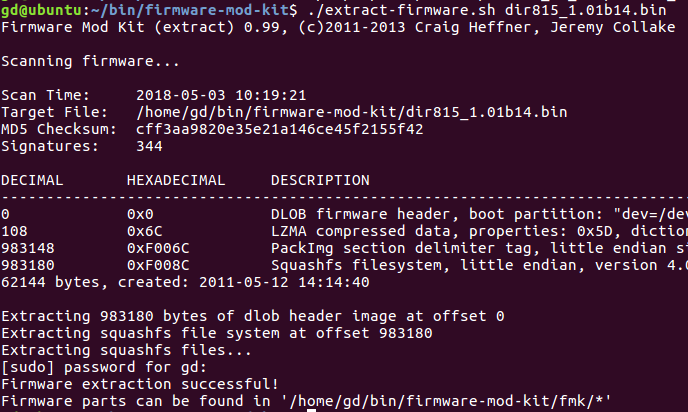 gd@ubuntu:~/bin/firmware-mod-kit$ ./extract-firmware.sh dir815_1.01b14.bin
Firmware Mod Kit (extract) 0.99, (c)2011-2013 Craig Heffner, Jeremy Collake
Scanning firmware...
Scan Time:     2018-05-03 10:19:21
Target File:   /home/gd/bin/firmware-mod-kit/dir815_1.01b14.bin
MD5 Checksum:  cff3aa9820e35e21a146ce45f2155f42
Signatures:    344
DECIMAL       HEXADECIMAL     DESCRIPTION
--------------------------------------------------------------------------------
0             0x0             DLOB firmware header, boot partition: "dev=/dev
108           0x6C            LZMA compressed data, properties: 0x5D, diction
983148        0xF006C         PackImg section delimiter tag, little endian si
983180        0xF008C         Squashfs filesystem, little endian, version 4.0
62144 bytes, created: 2011-05-12 14:14:40
Extracting 983180 bytes of dlob header image at offset 0
Extracting squashfs file system at offset 983180
Extracting squashfs files...
[sudo] password for gd:
Firmware extraction successful!
Firmware parts can be found in '/home/gd/bin/firmware-mod-kit/fmk/*'